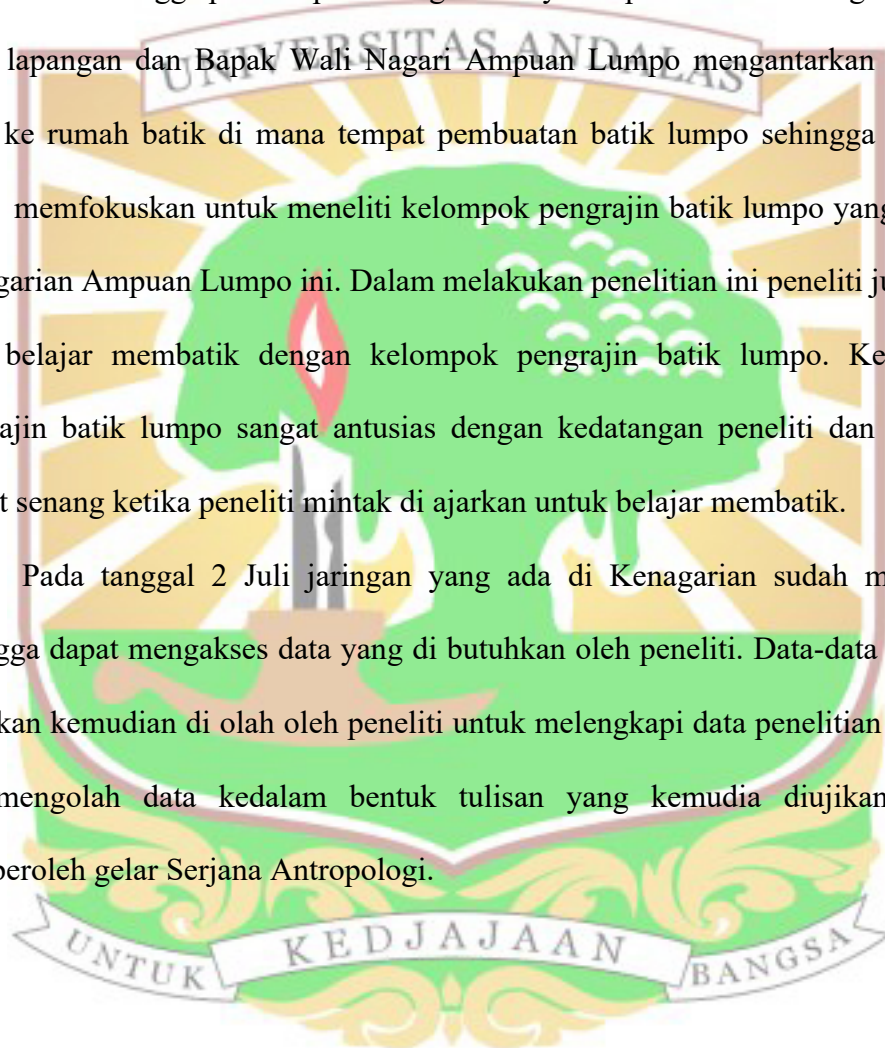 UNIVERSITAS ANDALAS
lapangan dan Bapak Wali Nagari Ampuan Lumpo mengantarkan
ke rumah batik di mana tempat pembuatan batik lumpo sehingga
memfokuskan untuk meneliti kelompok pengrajin batik lumpo yang
garian Ampuan Lumpo ini. Dalam melakukan penelitian ini peneliti ju
belajar membatik dengan kelompok pengrajin batik lumpo. Ke
ajin batik lumpo sangat antusias dengan kedatangan peneliti dan
t senang ketika peneliti mintak di ajarkan untuk belajar membatik.
Pada tanggal 2 Juli jaringan yang ada di Kenagarian sudah m
gga dapat mengakses data yang di butuhkan oleh peneliti. Data-data
kan kemudian di olah oleh peneliti untuk melengkapi data penelitian
mengolah data kedalam bentuk tulisan yang kemudia diujikan
peroleh gelar Serjana Antropologi.
UNTUK KEDJAJAAN BANGSA